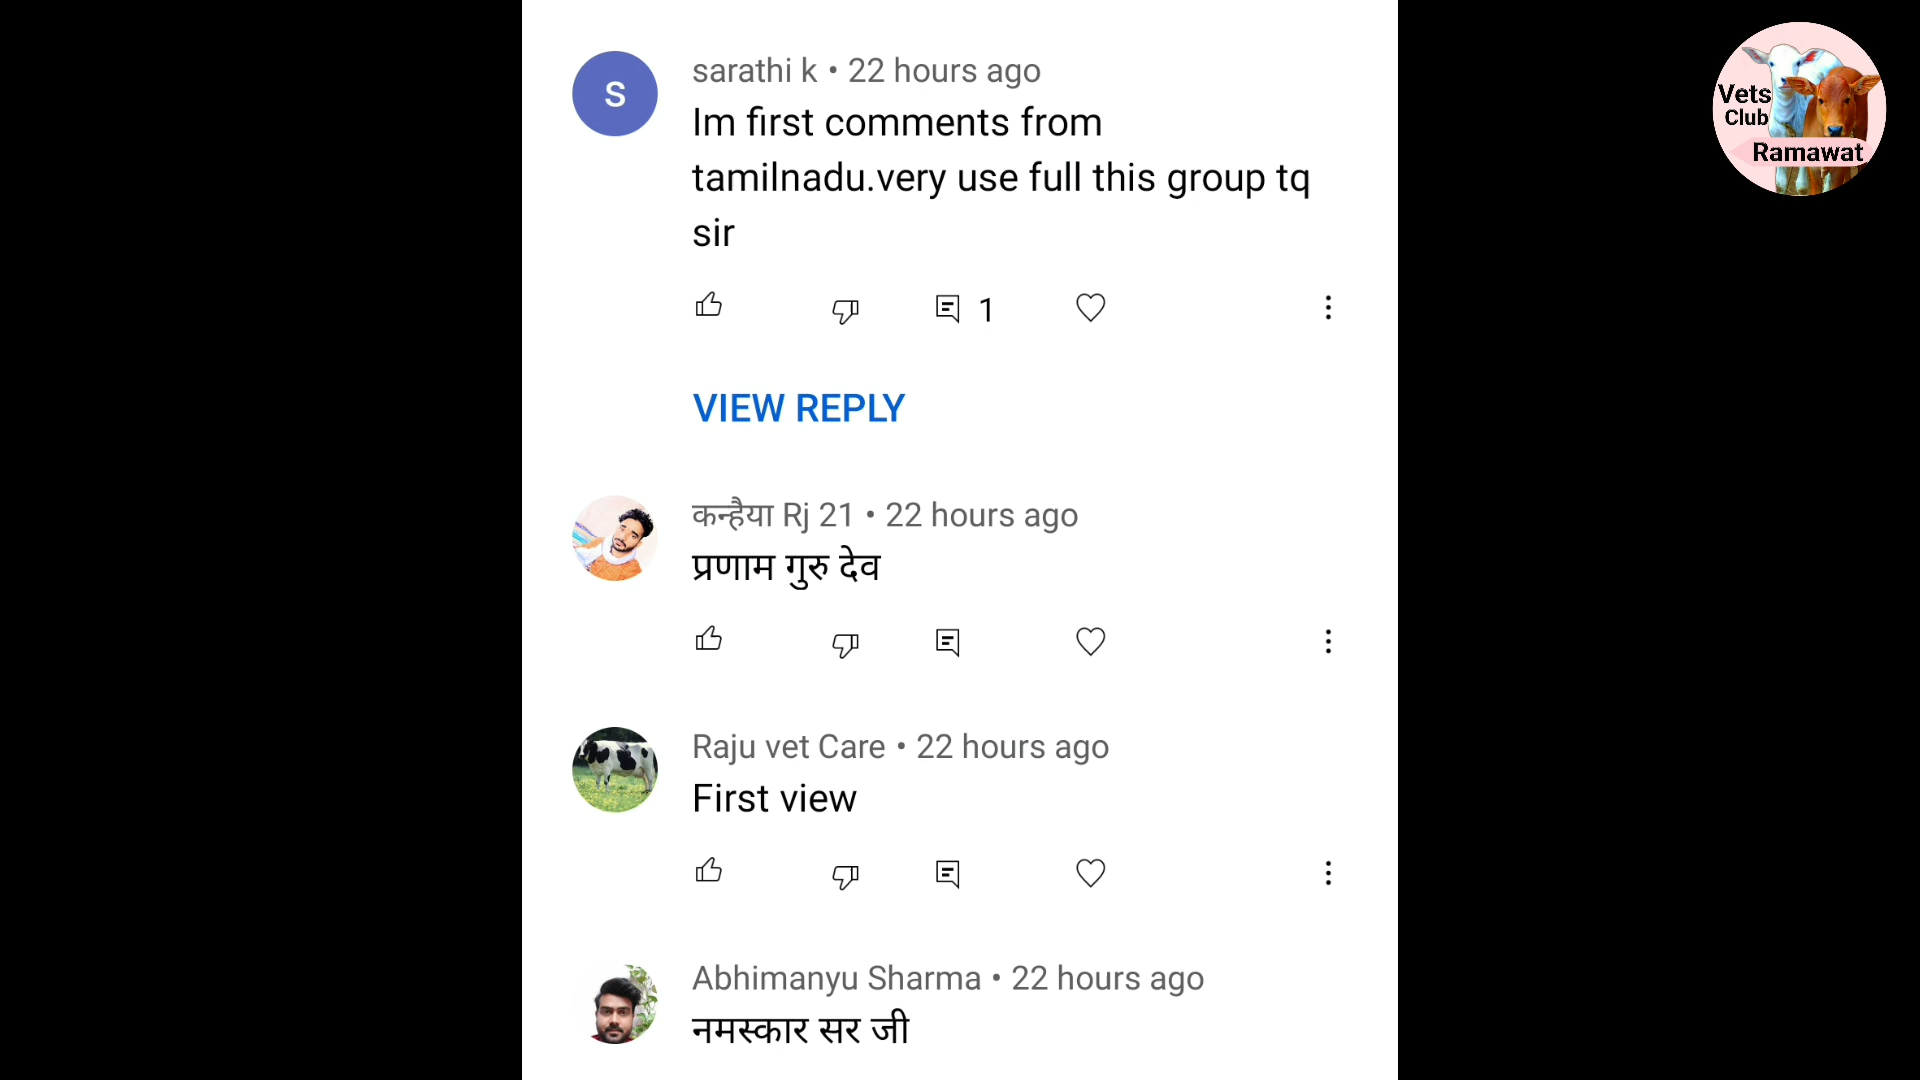 sarathi k • 22 hours ago
Im first comments from
tamilnadu.very use full this group tq
sir
1
VIEW REPLY
कन्हैया Rj 21 • 22 hours ago
प्रणाम गुरु देव
Raju vet Care • 22 hours ago
First view
Abhimanyu Sharma • 22 hours ago
नमस्कार सर जी
S
Vets
Club
Ramawat